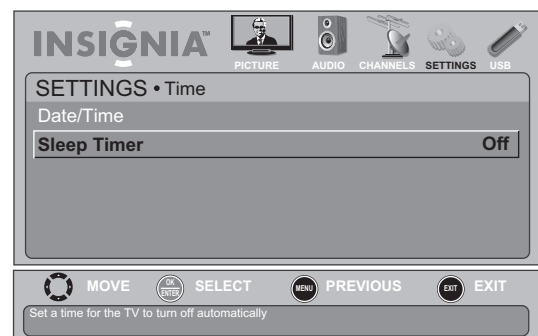 INSIGNIA™
PICTURE AUDIO CHANNELS SETTINGS USB
SETTINGS • Time
Date/Time
Sleep Timer Off
MOVE OK ENTER SELECT MENU PREVIOUS EXIT EXIT
Set a time for the TV to turn off automatically